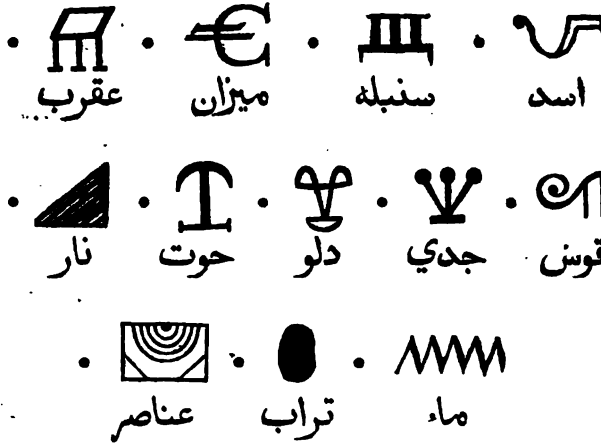 اسد سنبله ميزان عقرب
قوس جدي دلو حوت نار
ماء تراب عناصر